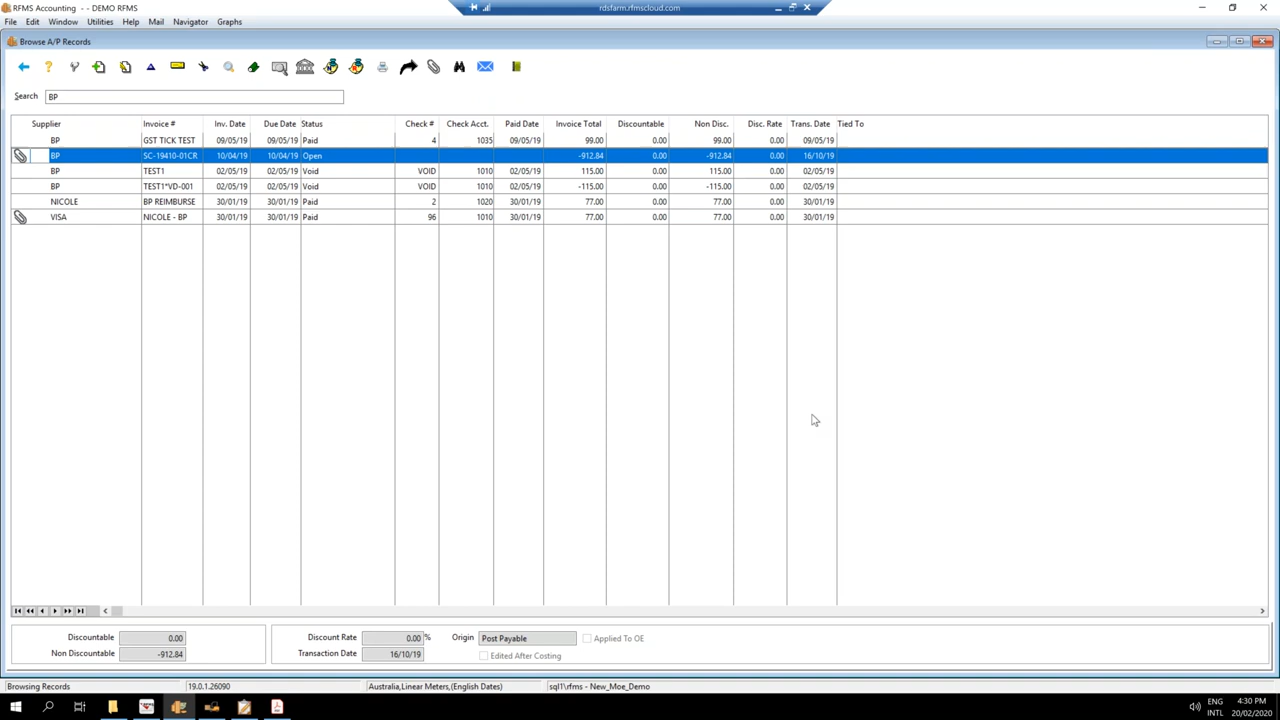 RFMS Accounting - - DEMO RFMS
rdsfarm.rfmscloud.com
File Edit Window Utilities Help Mail Navigator Graphs
Browse A/P Records
Search BP
Supplier Invoice # Inv. Date Due Date Status Check # Check Acct. Paid Date Invoice Total Discountable Non Disc. Disc. Rate Trans. Date Tied To
BP GST TICK TEST 09/05/19 09/05/19 Paid 4 1035 09/05/19 99.00 0.00 99.00 0.00 09/05/19
BP SC-19410-01CR 10/04/19 10/04/19 Open -912.84 0.00 -912.84 0.00 16/10/19
BP TEST1 02/05/19 02/05/19 Void VOID 1010 02/05/19 115.00 0.00 115.00 0.00 02/05/19
BP TEST1*VD-001 02/05/19 02/05/19 Void VOID 1010 02/05/19 -115.00 0.00 -115.00 0.00 02/05/19
NICOLE BP REIMBURSE 30/01/19 30/01/19 Paid 2 1020 30/01/19 77.00 0.00 77.00 0.00 30/01/19
VISA NICOLE - BP 30/01/19 30/01/19 Paid 96 1010 30/01/19 77.00 0.00 77.00 0.00 30/01/19
Discountable 0.00 Discount Rate 0.00 % Origin Post Payable Applied To OE
Non Discountable -912.84 Transaction Date 16/10/19 Edited After Costing
Browsing Records 19.0.1.26090 Australia,Linear Meters,(English Dates) sql1\rfms - New_Moe_Demo
ENG 4:30 PM
INTL 20/02/2020